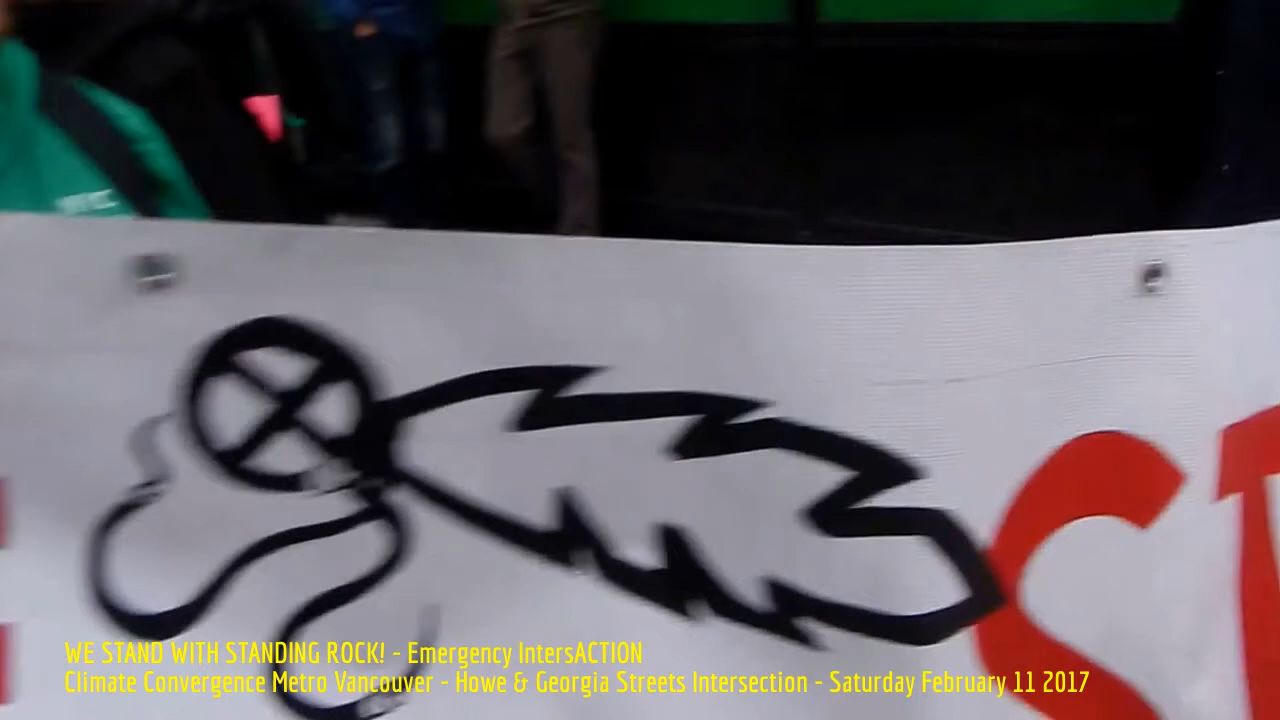 WE STAND WITH STANDING ROCK! - Emergency IntersACTION
Climate Convergence Metro Vancouver - Howe & Georgia Streets Intersection - Saturday February 11 2017